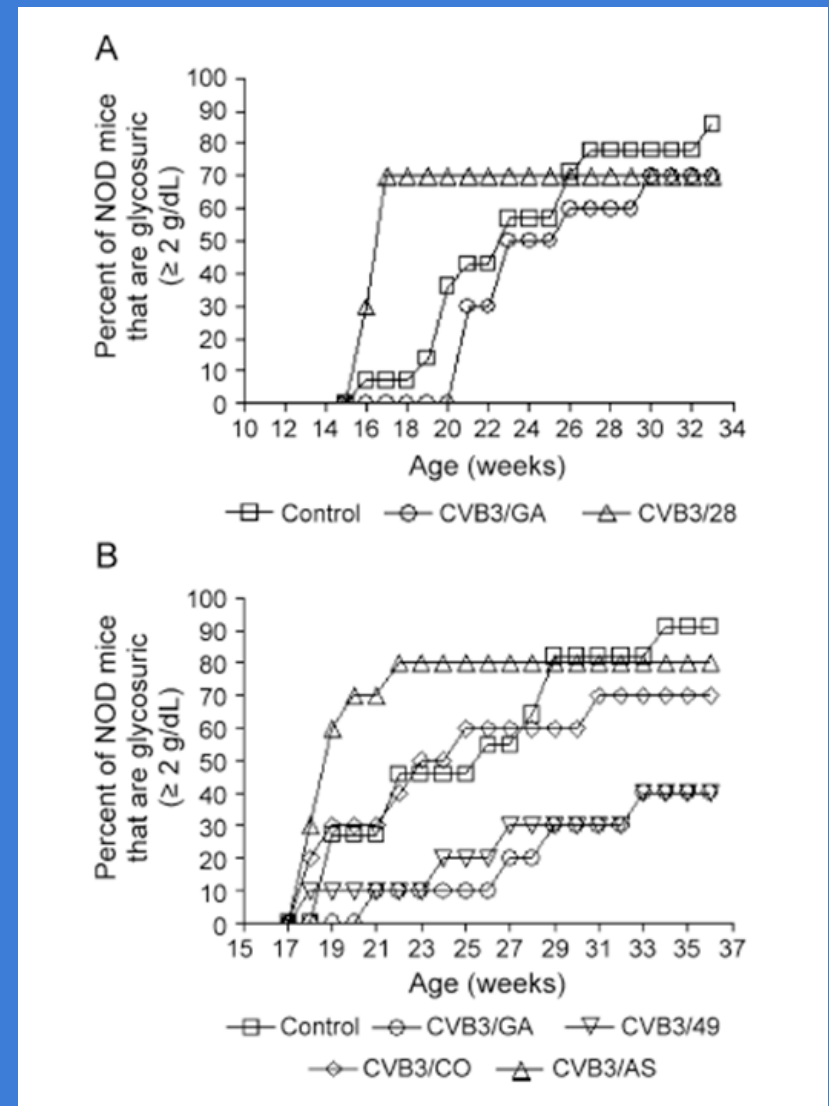 A
Percent of NOD mice
that are glycosuric
(≥ 2 g/dL)
100
90
80
70
60
50
40
30
20
10
0
10 12 14 16 18 20 22 24 26 28 30 32 34
Age (weeks)
Control CVB3/GA CVB3/28
B
Percent of NOD mice
that are glycosuric
(≥ 2 g/dL)
100
90
80
70
60
50
40
30
20
10
0
15 17 19 21 23 25 27 29 31 33 35 37
Age (weeks)
Control CVB3/GA CVB3/49
CVB3/CO CVB3/AS